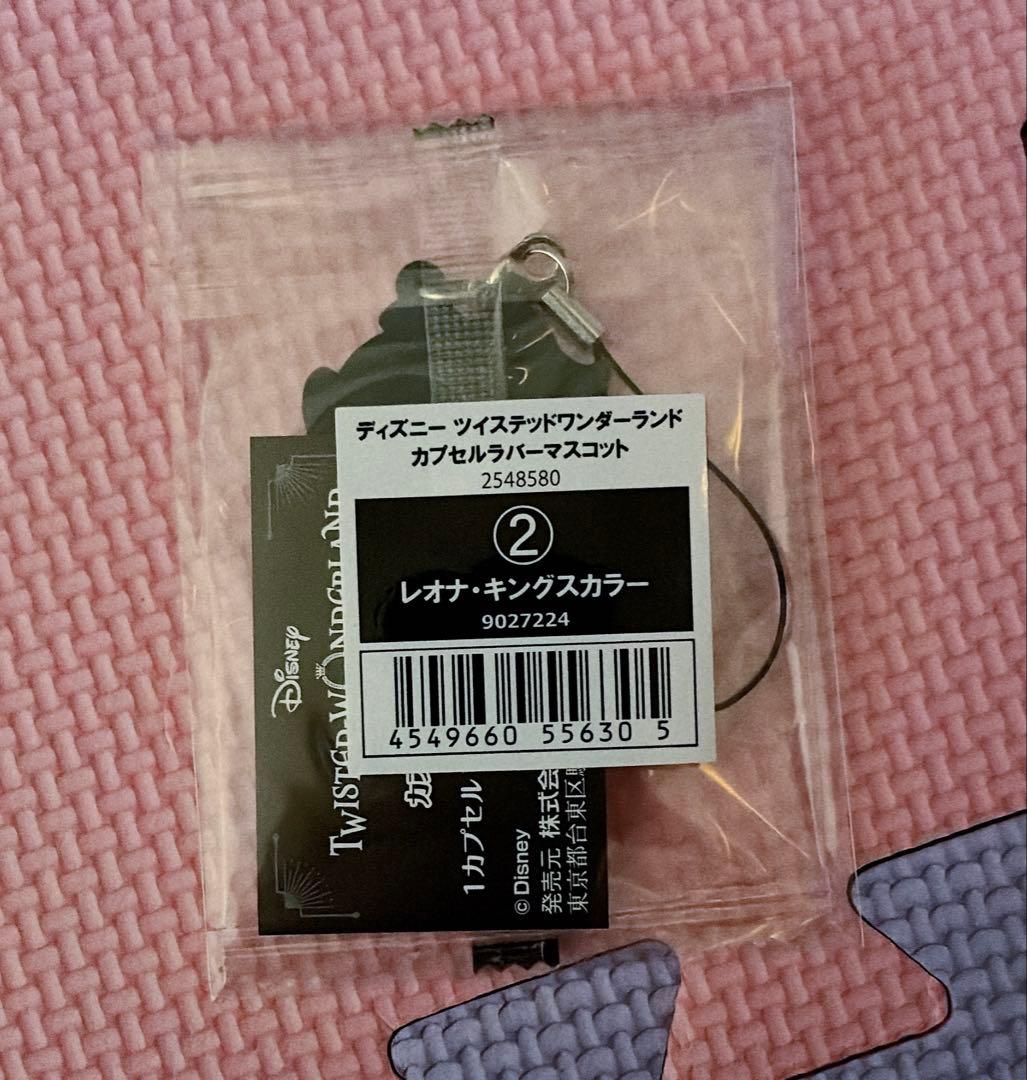 ディズニー ツイステッドワンダーランド
カプセルラバーマスコット
2548580
②
レオナ・キングスカラー
9027224
4549660 55630 5
Disney
TWISTED-WONDERLAND
1カプセル
©Disney
発売元 株式会
東京都台東区